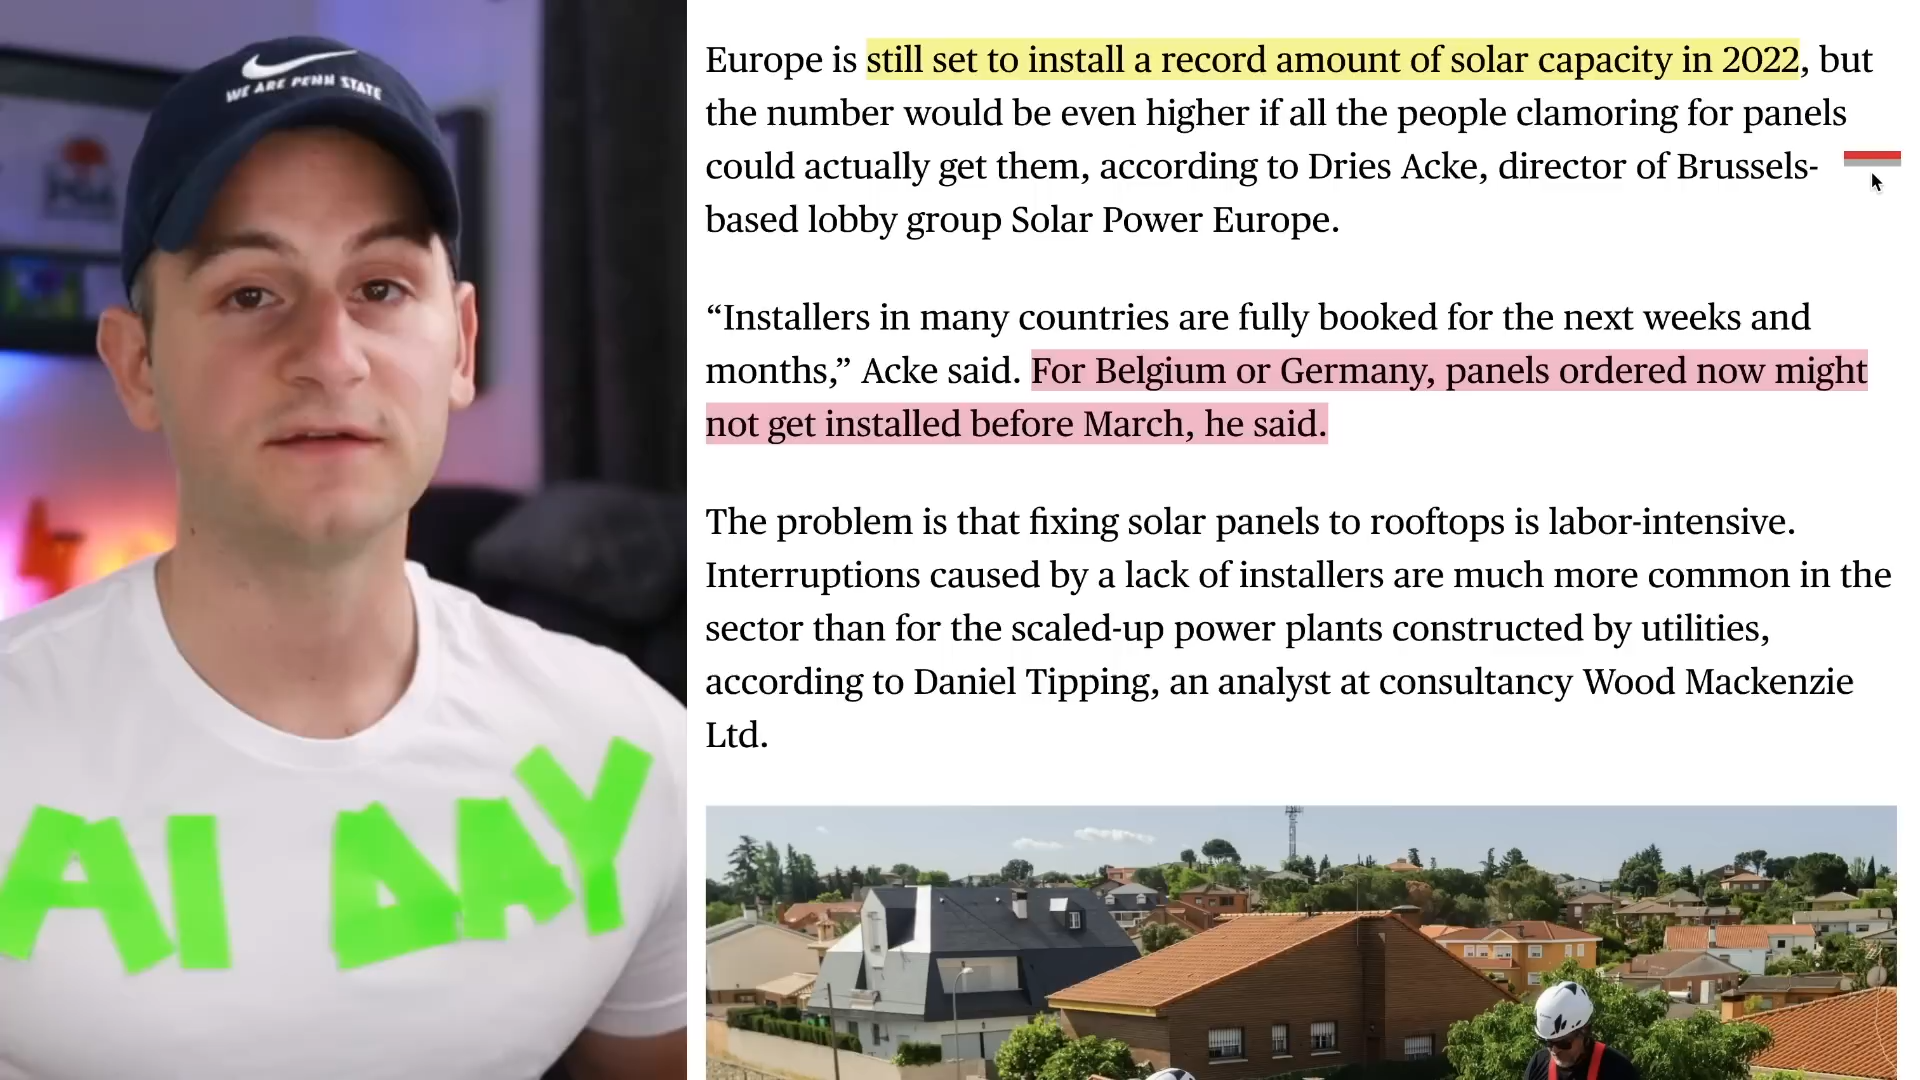 WE ARE PENN STATE
AI DAY
Europe is still set to install a record amount of solar capacity in 2022, but
the number would be even higher if all the people clamoring for panels
could actually get them, according to Dries Acke, director of Brussels-
based lobby group Solar Power Europe.
“Installers in many countries are fully booked for the next weeks and
months,” Acke said. For Belgium or Germany, panels ordered now might
not get installed before March, he said.
The problem is that fixing solar panels to rooftops is labor-intensive.
Interruptions caused by a lack of installers are much more common in the
sector than for the scaled-up power plants constructed by utilities,
according to Daniel Tipping, an analyst at consultancy Wood Mackenzie
Ltd.